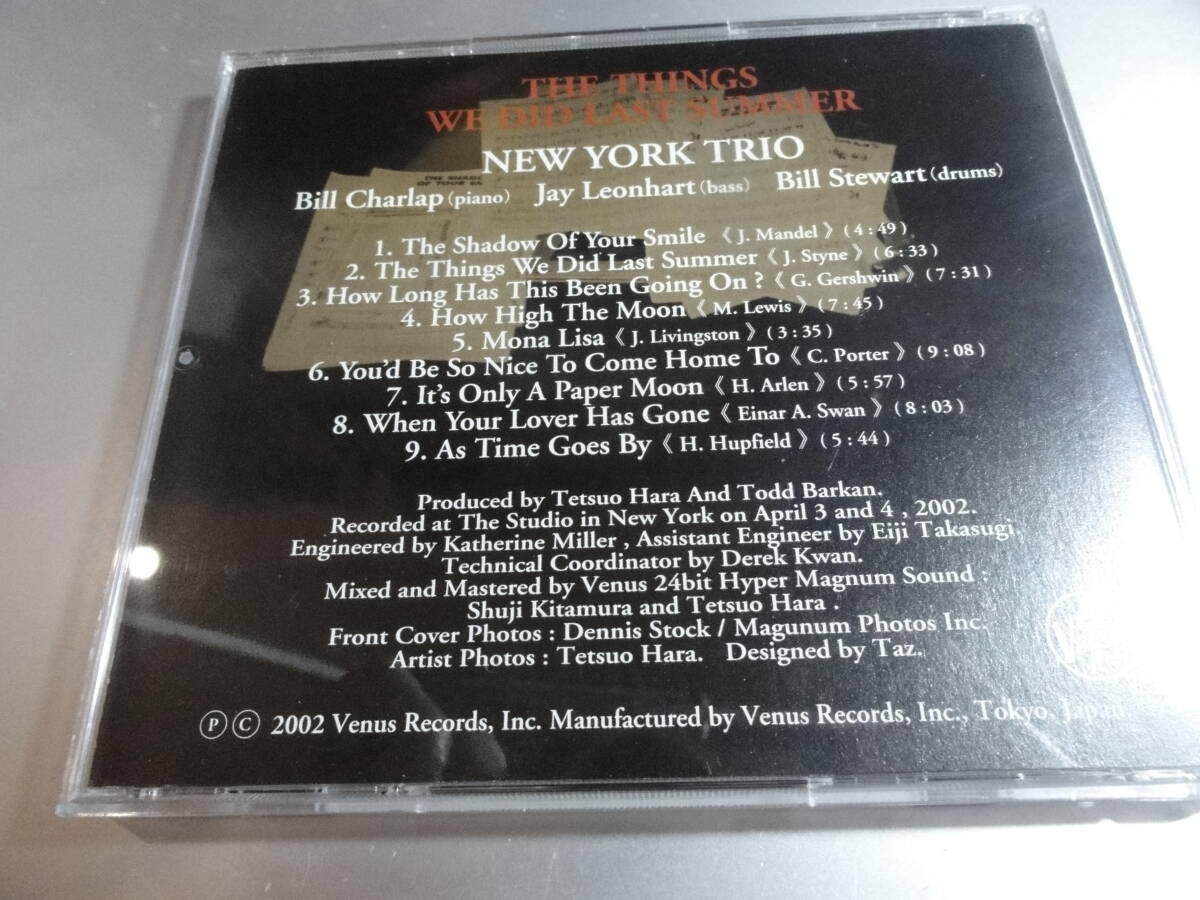 THE THINGS
WE DID LAST SUMMER
NEW YORK TRIO
Bill Charlap (piano) Jay Leonhart (bass) Bill Stewart (drums)
1. The Shadow Of Your Smile 《 J. Mandel 》 ( 4 : 49 )
2. The Things We Did Last Summer 《 J. Styne 》 ( 6 : 33 )
3. How Long Has This Been Going On ? 《 G. Gershwin 》 ( 7 : 31 )
4. How High The Moon 《 M. Lewis 》 ( 7 : 45 )
5. Mona Lisa 《 J. Livingston 》 ( 3 : 35 )
6. You'd Be So Nice To Come Home To 《 C. Porter 》 ( 9 : 08 )
7. It's Only A Paper Moon 《 H. Arlen 》 ( 5 : 57 )
8. When Your Lover Has Gone 《 Einar A. Swan 》 ( 8 : 03 )
9. As Time Goes By 《 H. Hupfield 》 ( 5 : 44 )
Produced by Tetsuo Hara And Todd Barkan.
Recorded at The Studio in New York on April 3 and 4 , 2002.
Engineered by Katherine Miller , Assistant Engineer by Eiji Takasugi.
Technical Coordinator by Derek Kwan.
Mixed and Mastered by Venus 24bit Hyper Magnum Sound :
Shuji Kitamura and Tetsuo Hara .
Front Cover Photos : Dennis Stock / Magunum Photos Inc.
Artist Photos : Tetsuo Hara. Designed by Taz.
Ⓟ Ⓒ 2002 Venus Records, Inc. Manufactured by Venus Records, Inc., Tokyo, Japan